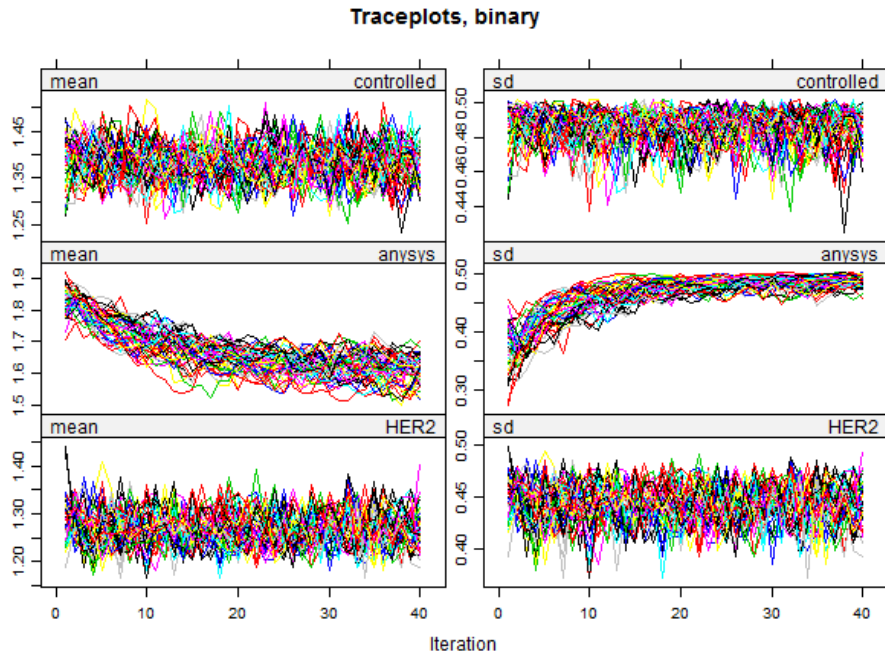 Traceplots, binary
mean controlled
sd controlled
1.25 1.35 1.45
0.44 0.46 0.48 0.50
mean anysys
sd anysys
1.5 1.6 1.7 1.8 1.9
0.30 0.40 0.50
mean HER2
sd HER2
1.20 1.30 1.40
0.40 0.45 0.50
0 10 20 30 40
0 10 20 30 40
Iteration